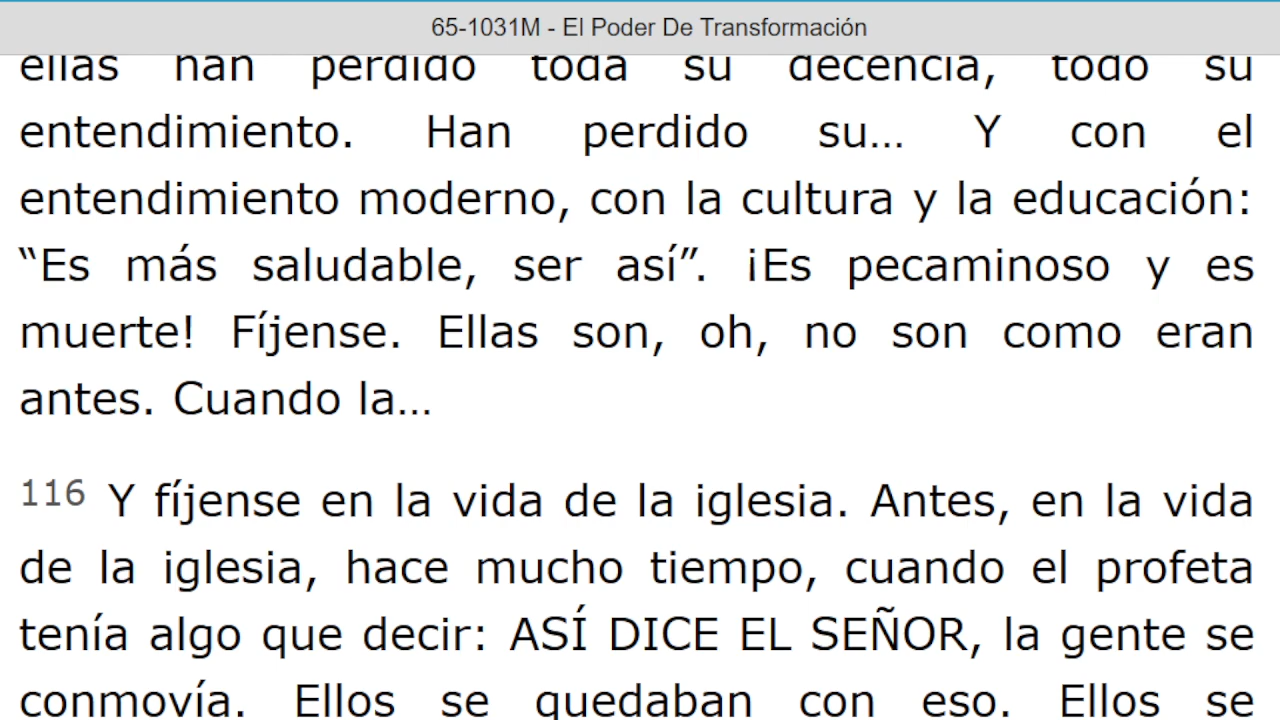 65-1031M - El Poder De Transformación
ellas han perdido toda su decencia, todo su
entendimiento. Han perdido su... Y con el
entendimiento moderno, con la cultura y la educación:
“Es más saludable, ser así”. ¡Es pecaminoso y es
muerte! Fíjense. Ellas son, oh, no son como eran
antes. Cuando la...
116 Y fíjense en la vida de la iglesia. Antes, en la vida
de la iglesia, hace mucho tiempo, cuando el profeta
tenía algo que decir: ASÍ DICE EL SEÑOR, la gente se
conmovía. Ellos se quedaban con eso. Ellos se